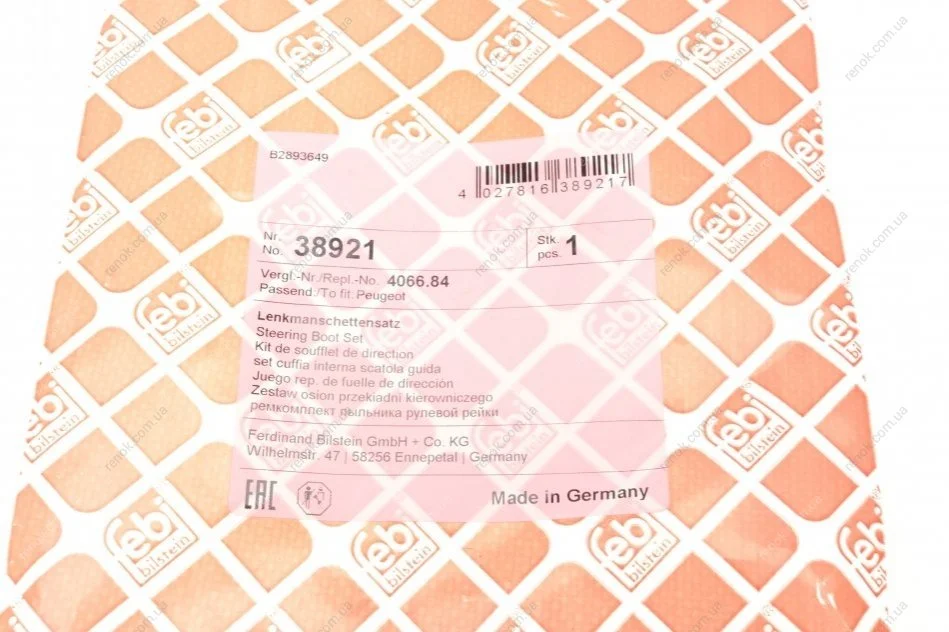 B2893649
4 027816 389217
Nr.
No. 38921
Stk.
pcs. 1
Vergl.-Nr./Repl.-No. 4066.84
Passend./To fit: Peugeot
Lenkmanschettensatz
Steering Boot Set
Kit de soufflet de direction
set cuffia interna scatola guida
Juego rep. de fuelle de dirección
Zestaw osłon przekładni kierowniczego
ремкомплект пыльника рулевой рейки
Ferdinand Bilstein GmbH + Co. KG
Wilhelmstr. 47 | 58256 Ennepetal | Germany
EAC
Made in Germany
febi
bilstein
renok.com.ua